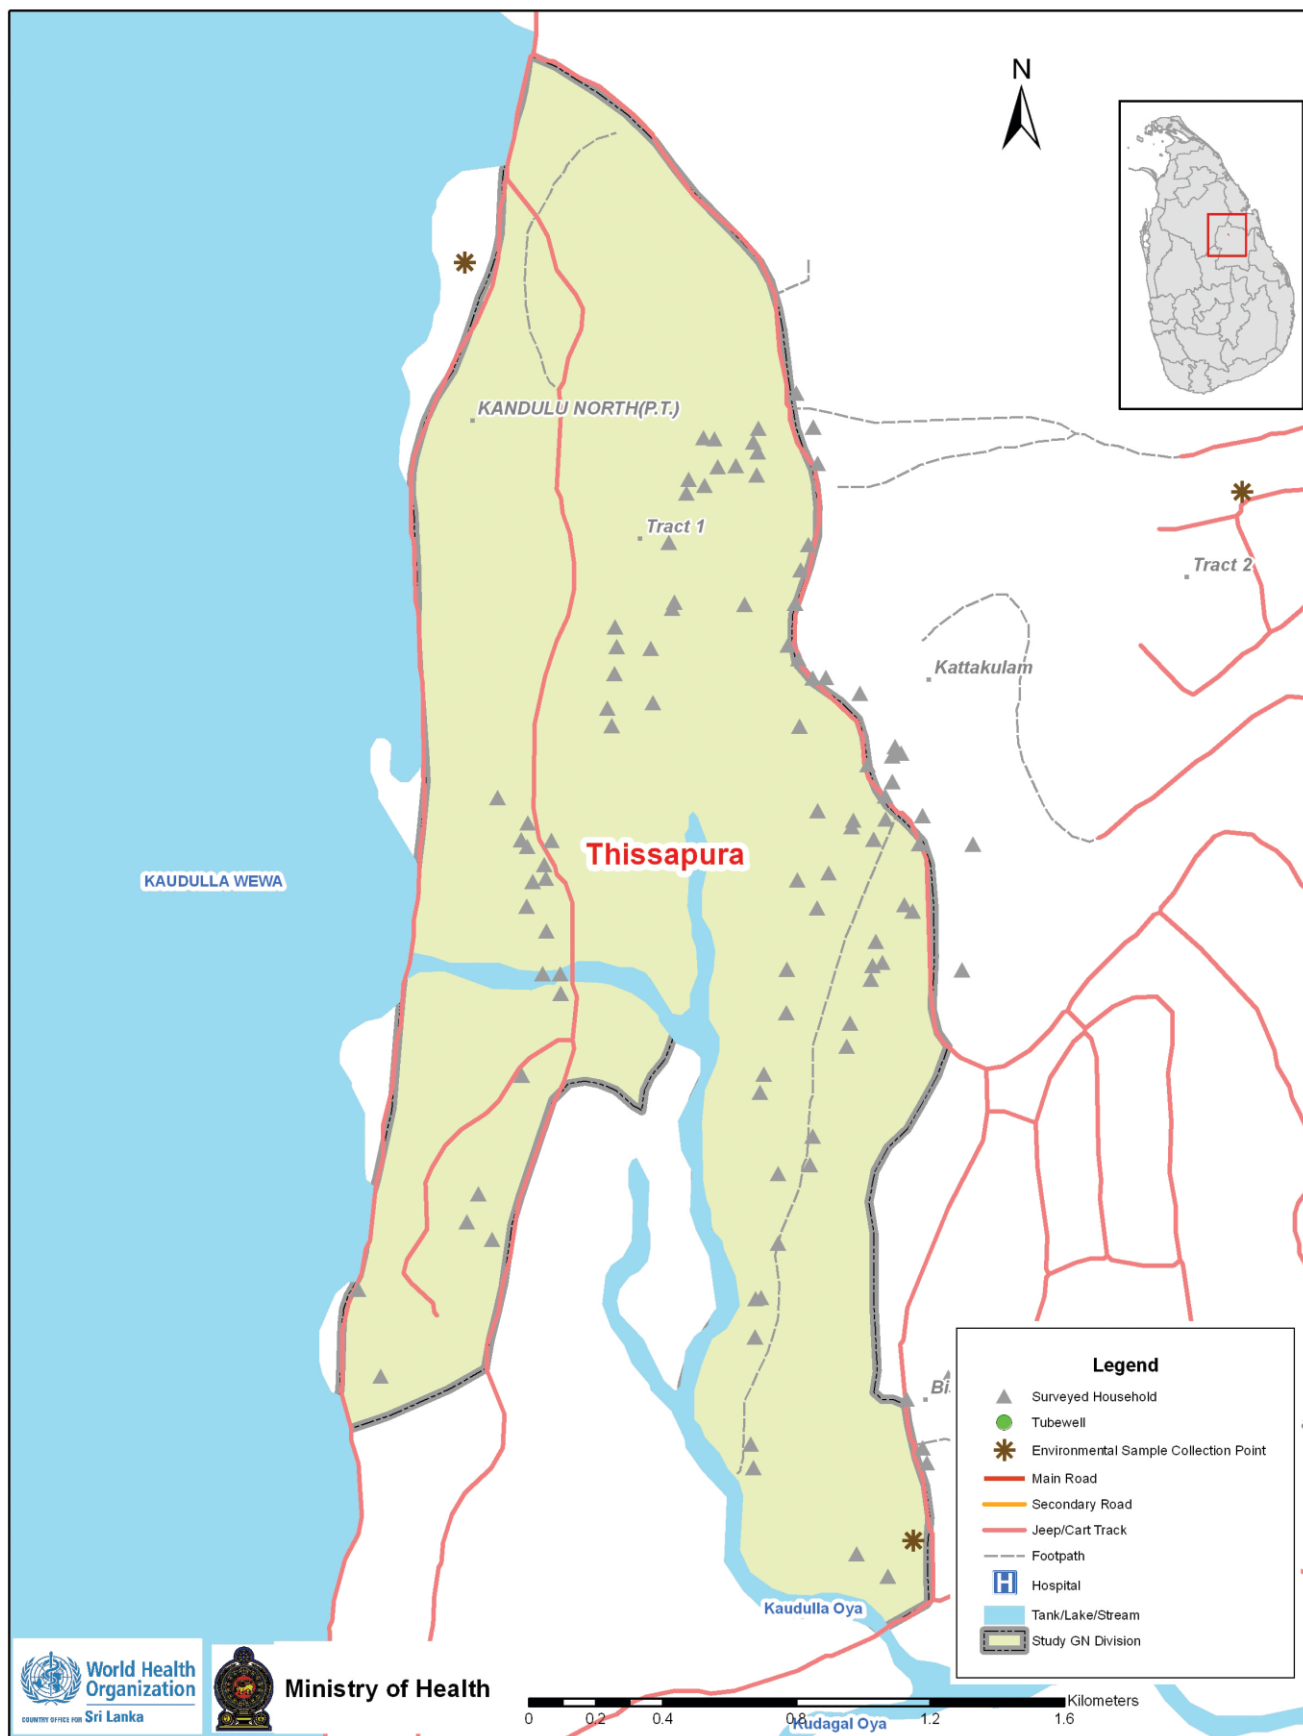 N
KANDULU NORTH(P.T.)
Tract 1
Tract 2
Kattakulam
Thissapura
KAUDULLA WEWA
Legend
Surveyed Household
Tubewell
Environmental Sample Collection Point
Main Road
Secondary Road
Jeep/Cart Track
Footpath
H
Hospital
Tank/Lake/Stream
Study GN Division
Bi
Kaudulla Oya
World Health
Organization
COUNTRY OFFICE FOR Sri Lanka
Ministry of Health
Kilometers
0 0.2 0.4 0.8 1.2 1.6
Kudagal Oya